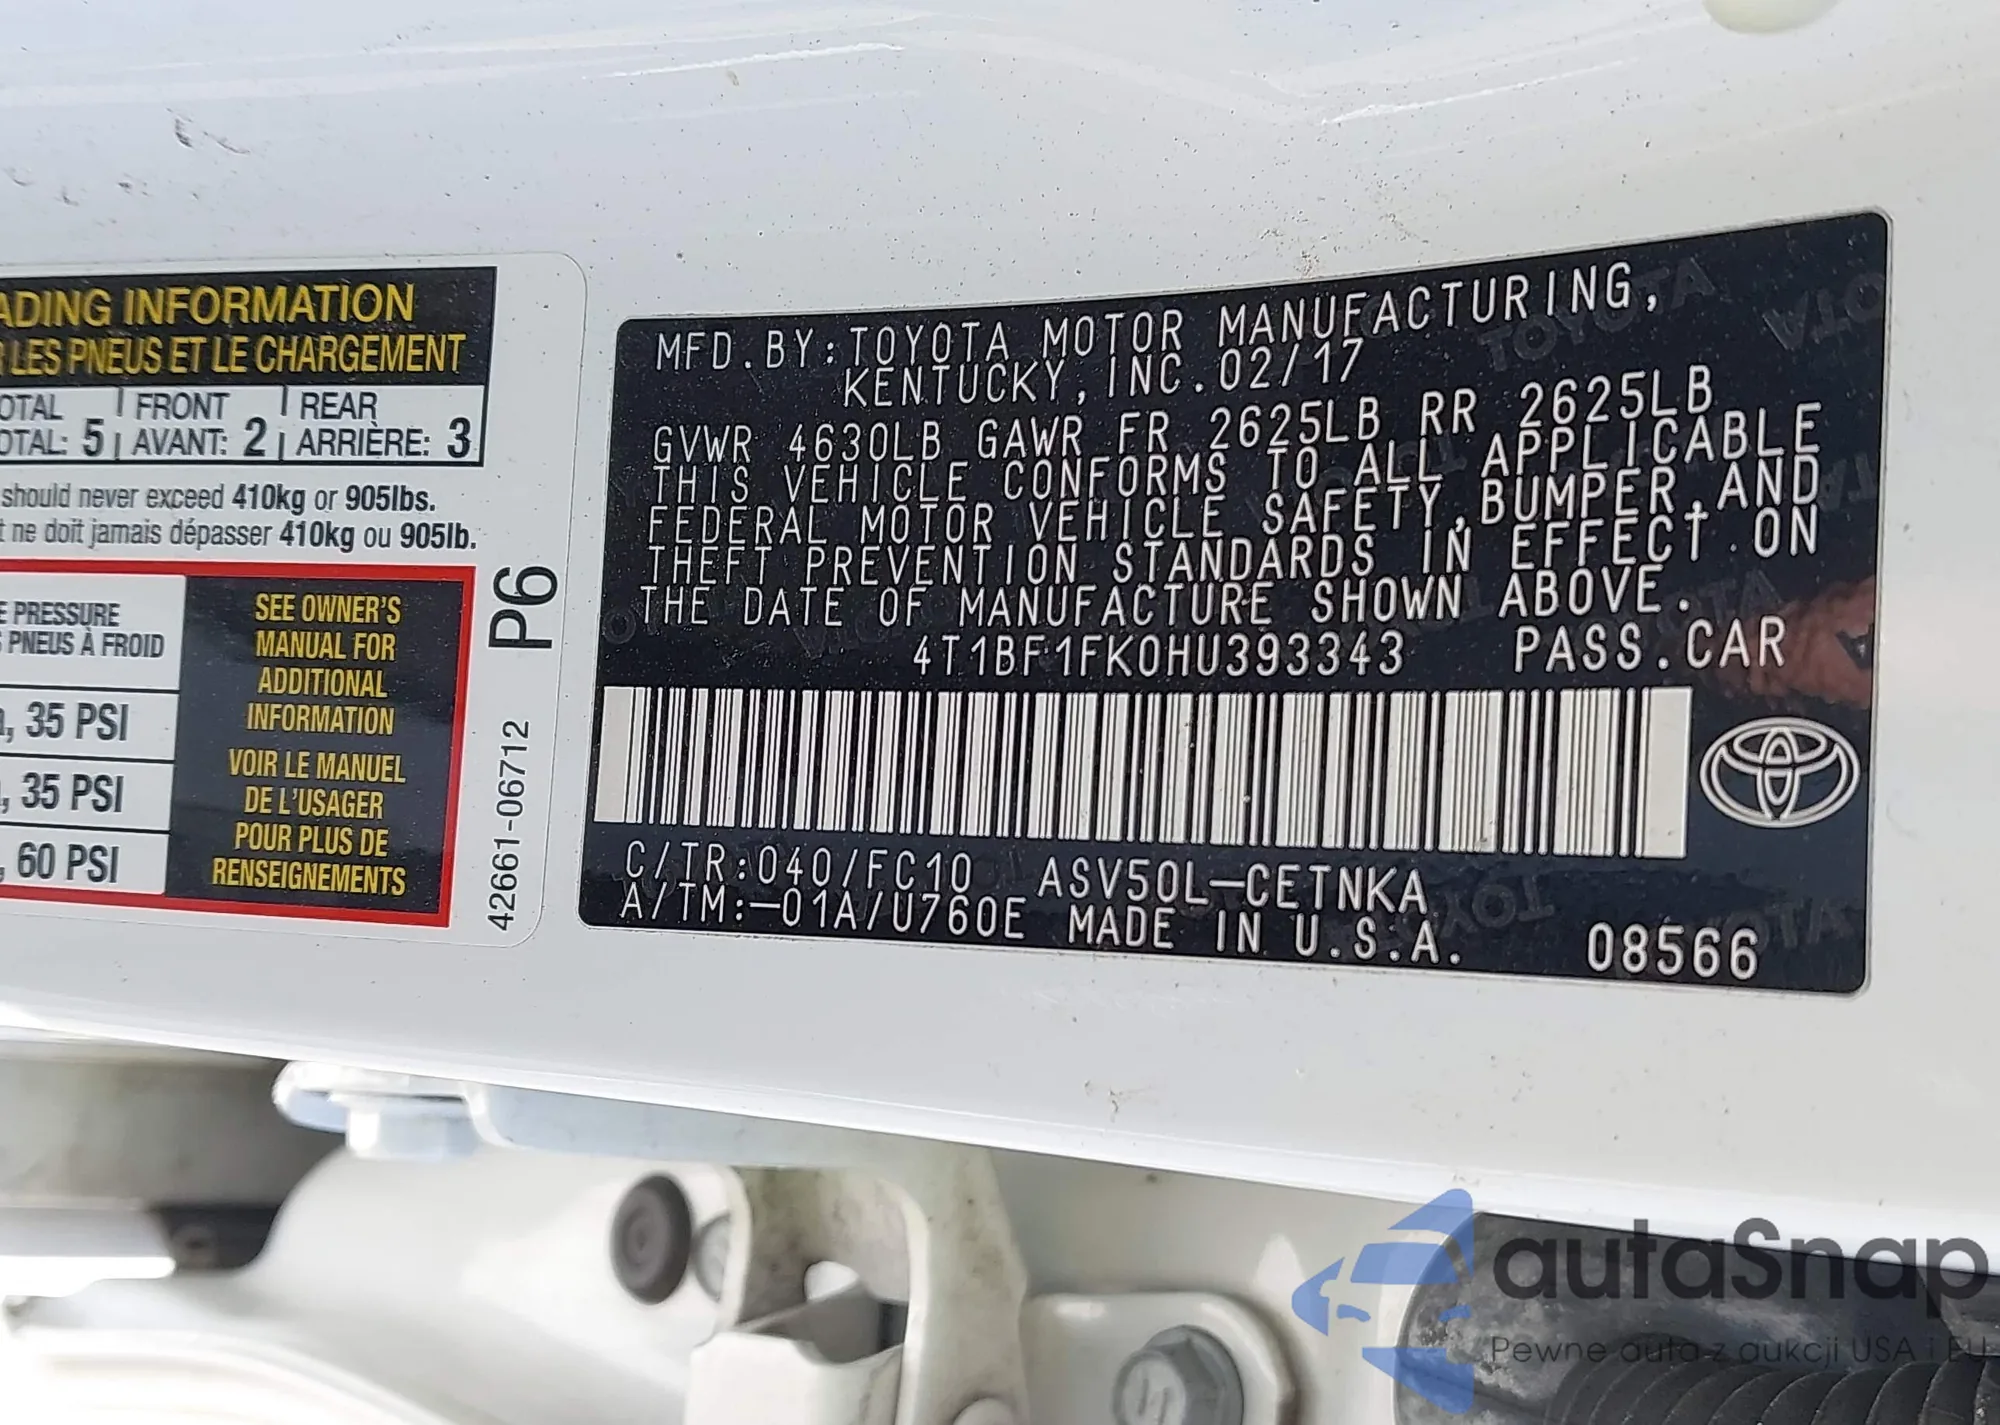 ADING INFORMATION
LES PNEUS ET LE CHARGEMENT
OTAL FRONT REAR
OTAL: 5 AVANT: 2 ARRIÈRE: 3
should never exceed 410kg or 905lbs.
ne doit jamais dépasser 410kg ou 905lb.
PRESSURE
PNEUS À FROID
, 35 PSI
, 35 PSI
, 60 PSI
SEE OWNER'S
MANUAL FOR
ADDITIONAL
INFORMATION
VOIR LE MANUEL
DE L'USAGER
POUR PLUS DE
RENSEIGNEMENTS
P6
42661-06712
MFD.BY:TOYOTA MOTOR MANUFACTURING,
KENTUCKY, INC.02/17
GVWR 4630LB GAWR FR 2625LB RR 2625LB
THIS VEHICLE CONFORMS TO ALL APPLICABLE
FEDERAL MOTOR VEHICLE SAFETY,BUMPER,AND
THEFT PREVENTION STANDARDS IN EFFECT ON
THE DATE OF MANUFACTURE SHOWN ABOVE.
4T1BF1FK0HU393343 PASS.CAR
C/TR:040/FC10 ASV50L-CETNKA
A/TM:-01A/U760E MADE IN U.S.A. 08566
autaSnap
Pewne auta z aukcji USA i EU